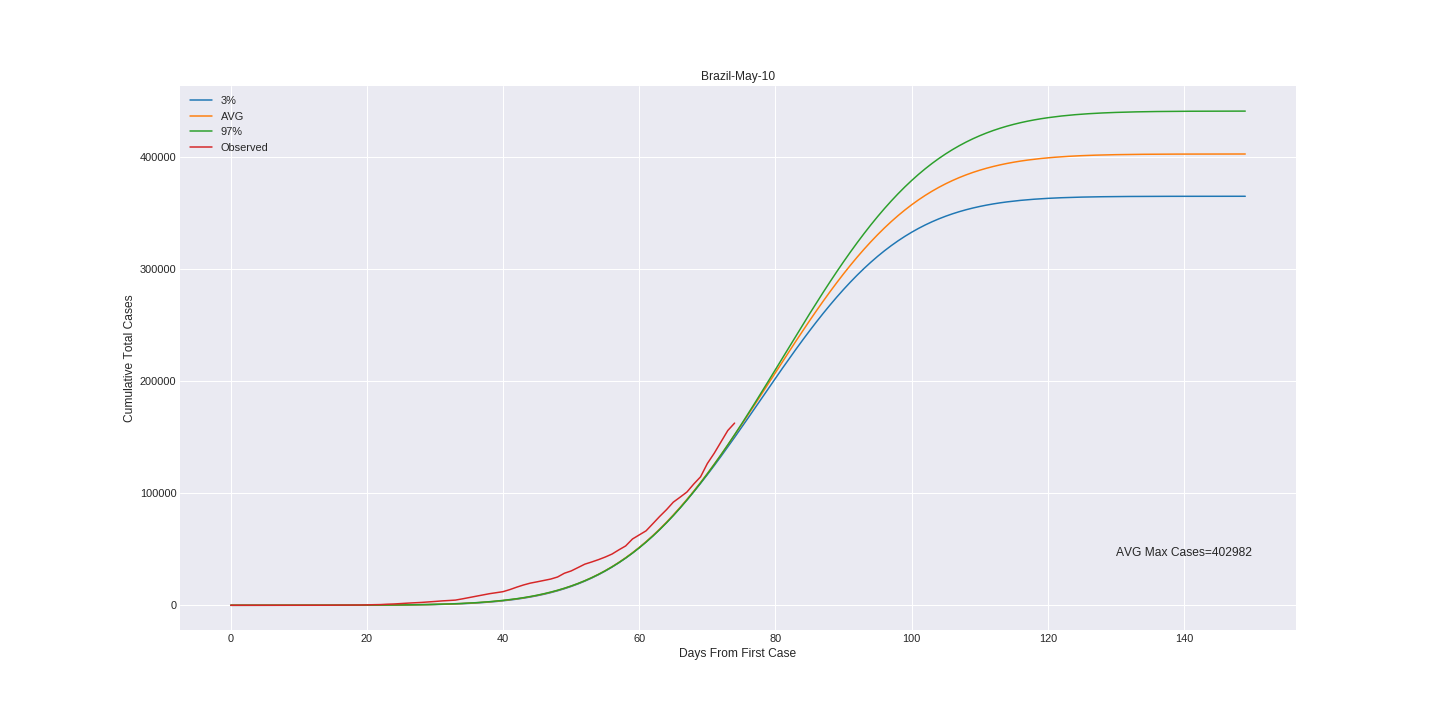 Brazil-May-10
3%
AVG
97%
Observed
400000
300000
200000
100000
0
Cumulative Total Cases
AVG Max Cases=402982
0 20 40 60 80 100 120 140
Days From First Case